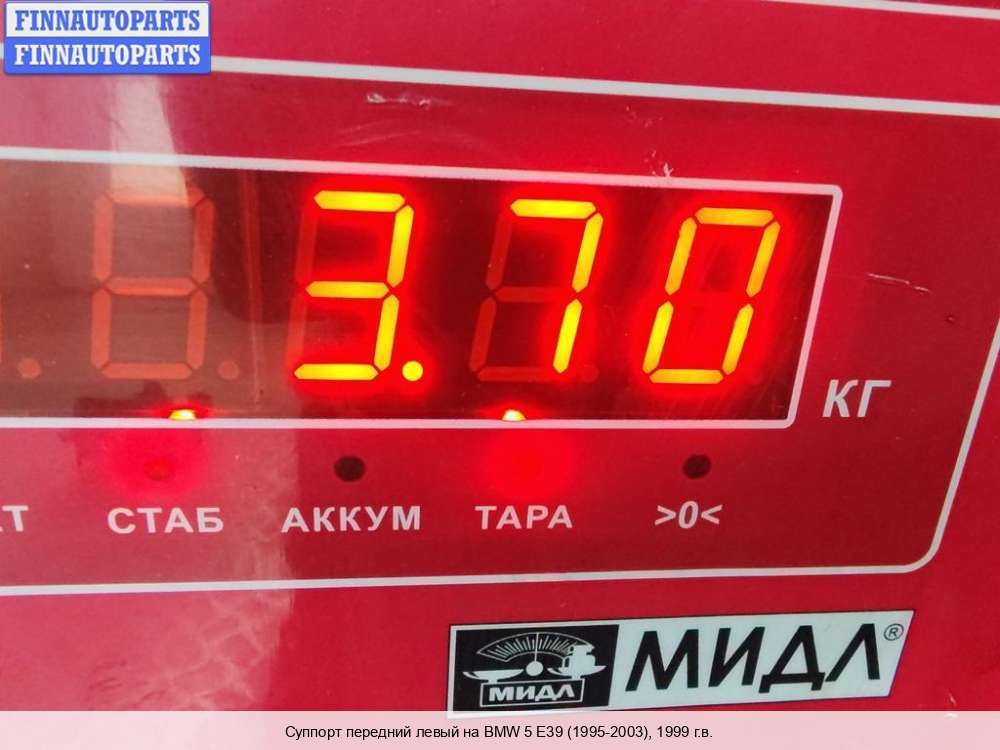 FINNAUTOPARTS
FINNAUTOPARTS
3.70
КГ
СТАБ АККУМ ТАРА >0<
МИДЛ МИДЛ®
Суппорт передний левый на BMW 5 E39 (1995-2003), 1999 г.в.